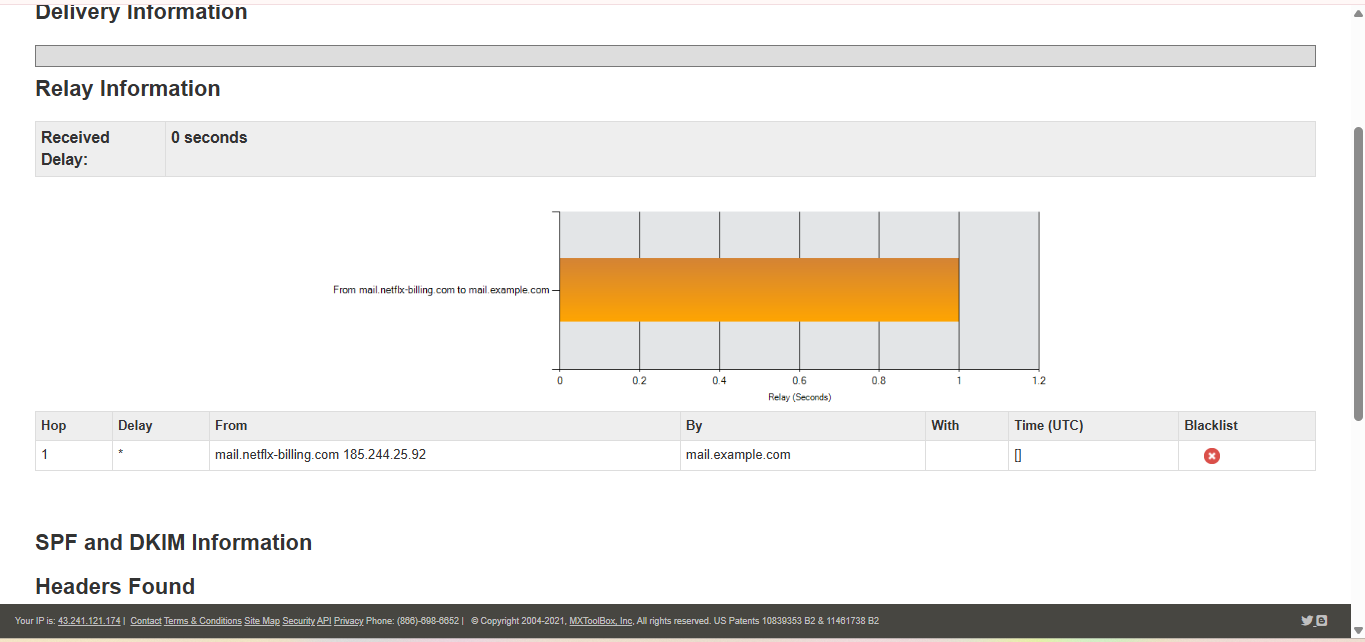 Delivery Information
Relay Information
Received Delay: 0 seconds
From mail.netflx-billing.com to mail.example.com
0 0.2 0.4 0.6 0.8 1 1.2
Relay (Seconds)
Hop Delay From By With Time (UTC) Blacklist
1 * mail.netflx-billing.com 185.244.25.92 mail.example.com []
SPF and DKIM Information
Headers Found
Your IP is: 43.241.121.174 | Contact Terms & Conditions Site Map Security API Privacy Phone: (866)-698-6652 | © Copyright 2004-2021, MXToolBox, Inc, All rights reserved. US Patents 10839353 B2 & 11461738 B2